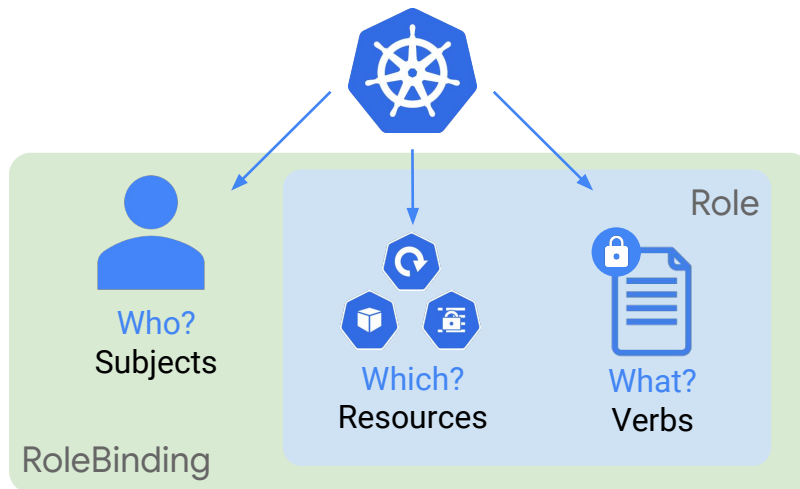 Role
Who?
Subjects
Which?
Resources
What?
Verbs
RoleBinding